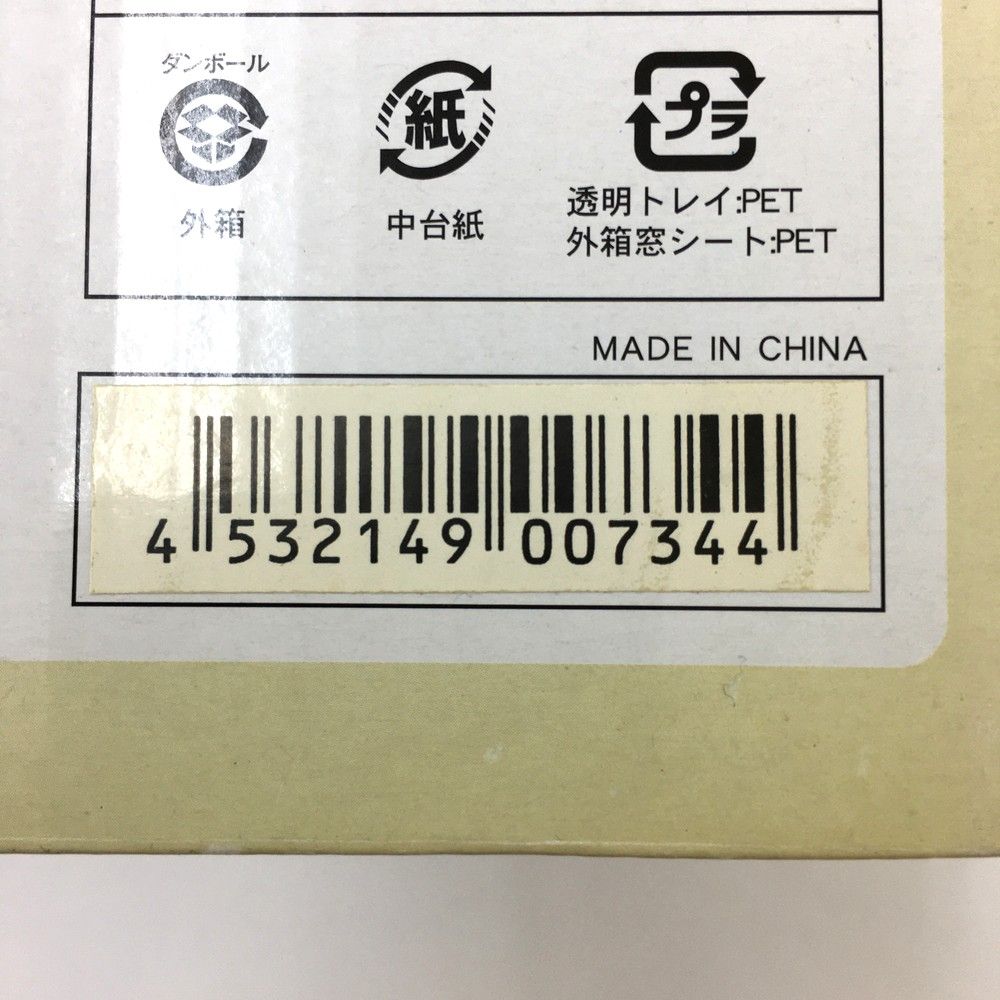 ダンボール
紙
プラ
外箱
中台紙
透明トレイ:PET
外箱窓シート:PET
MADE IN CHINA
4 532149 007344